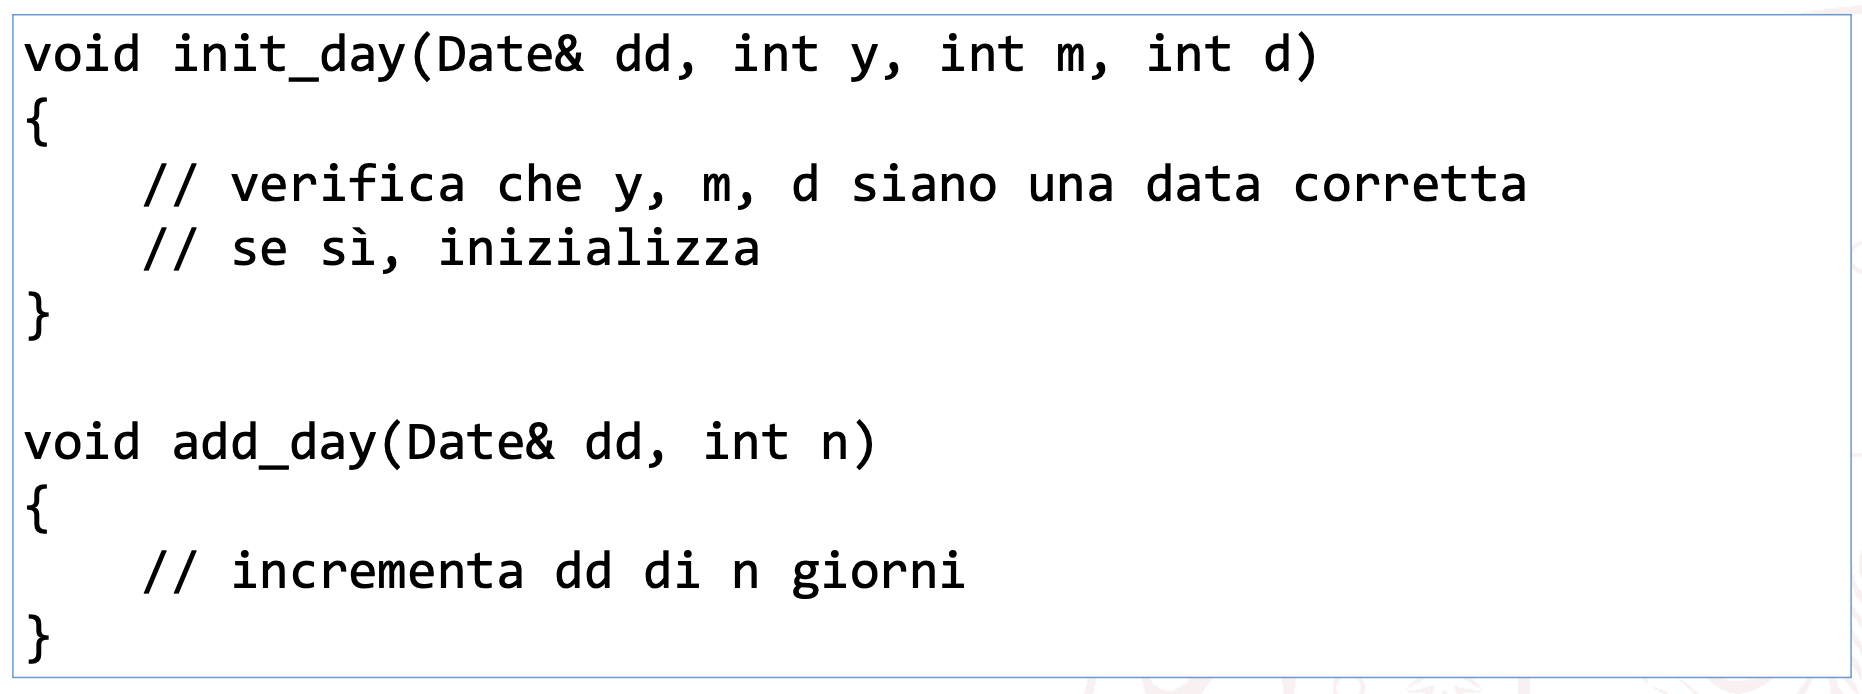 void init_day(Date& dd, int y, int m, int d)
{
    // verifica che y, m, d siano una data corretta
    // se sì, inizializza
}

void add_day(Date& dd, int n)
{
    // incrementa dd di n giorni
}